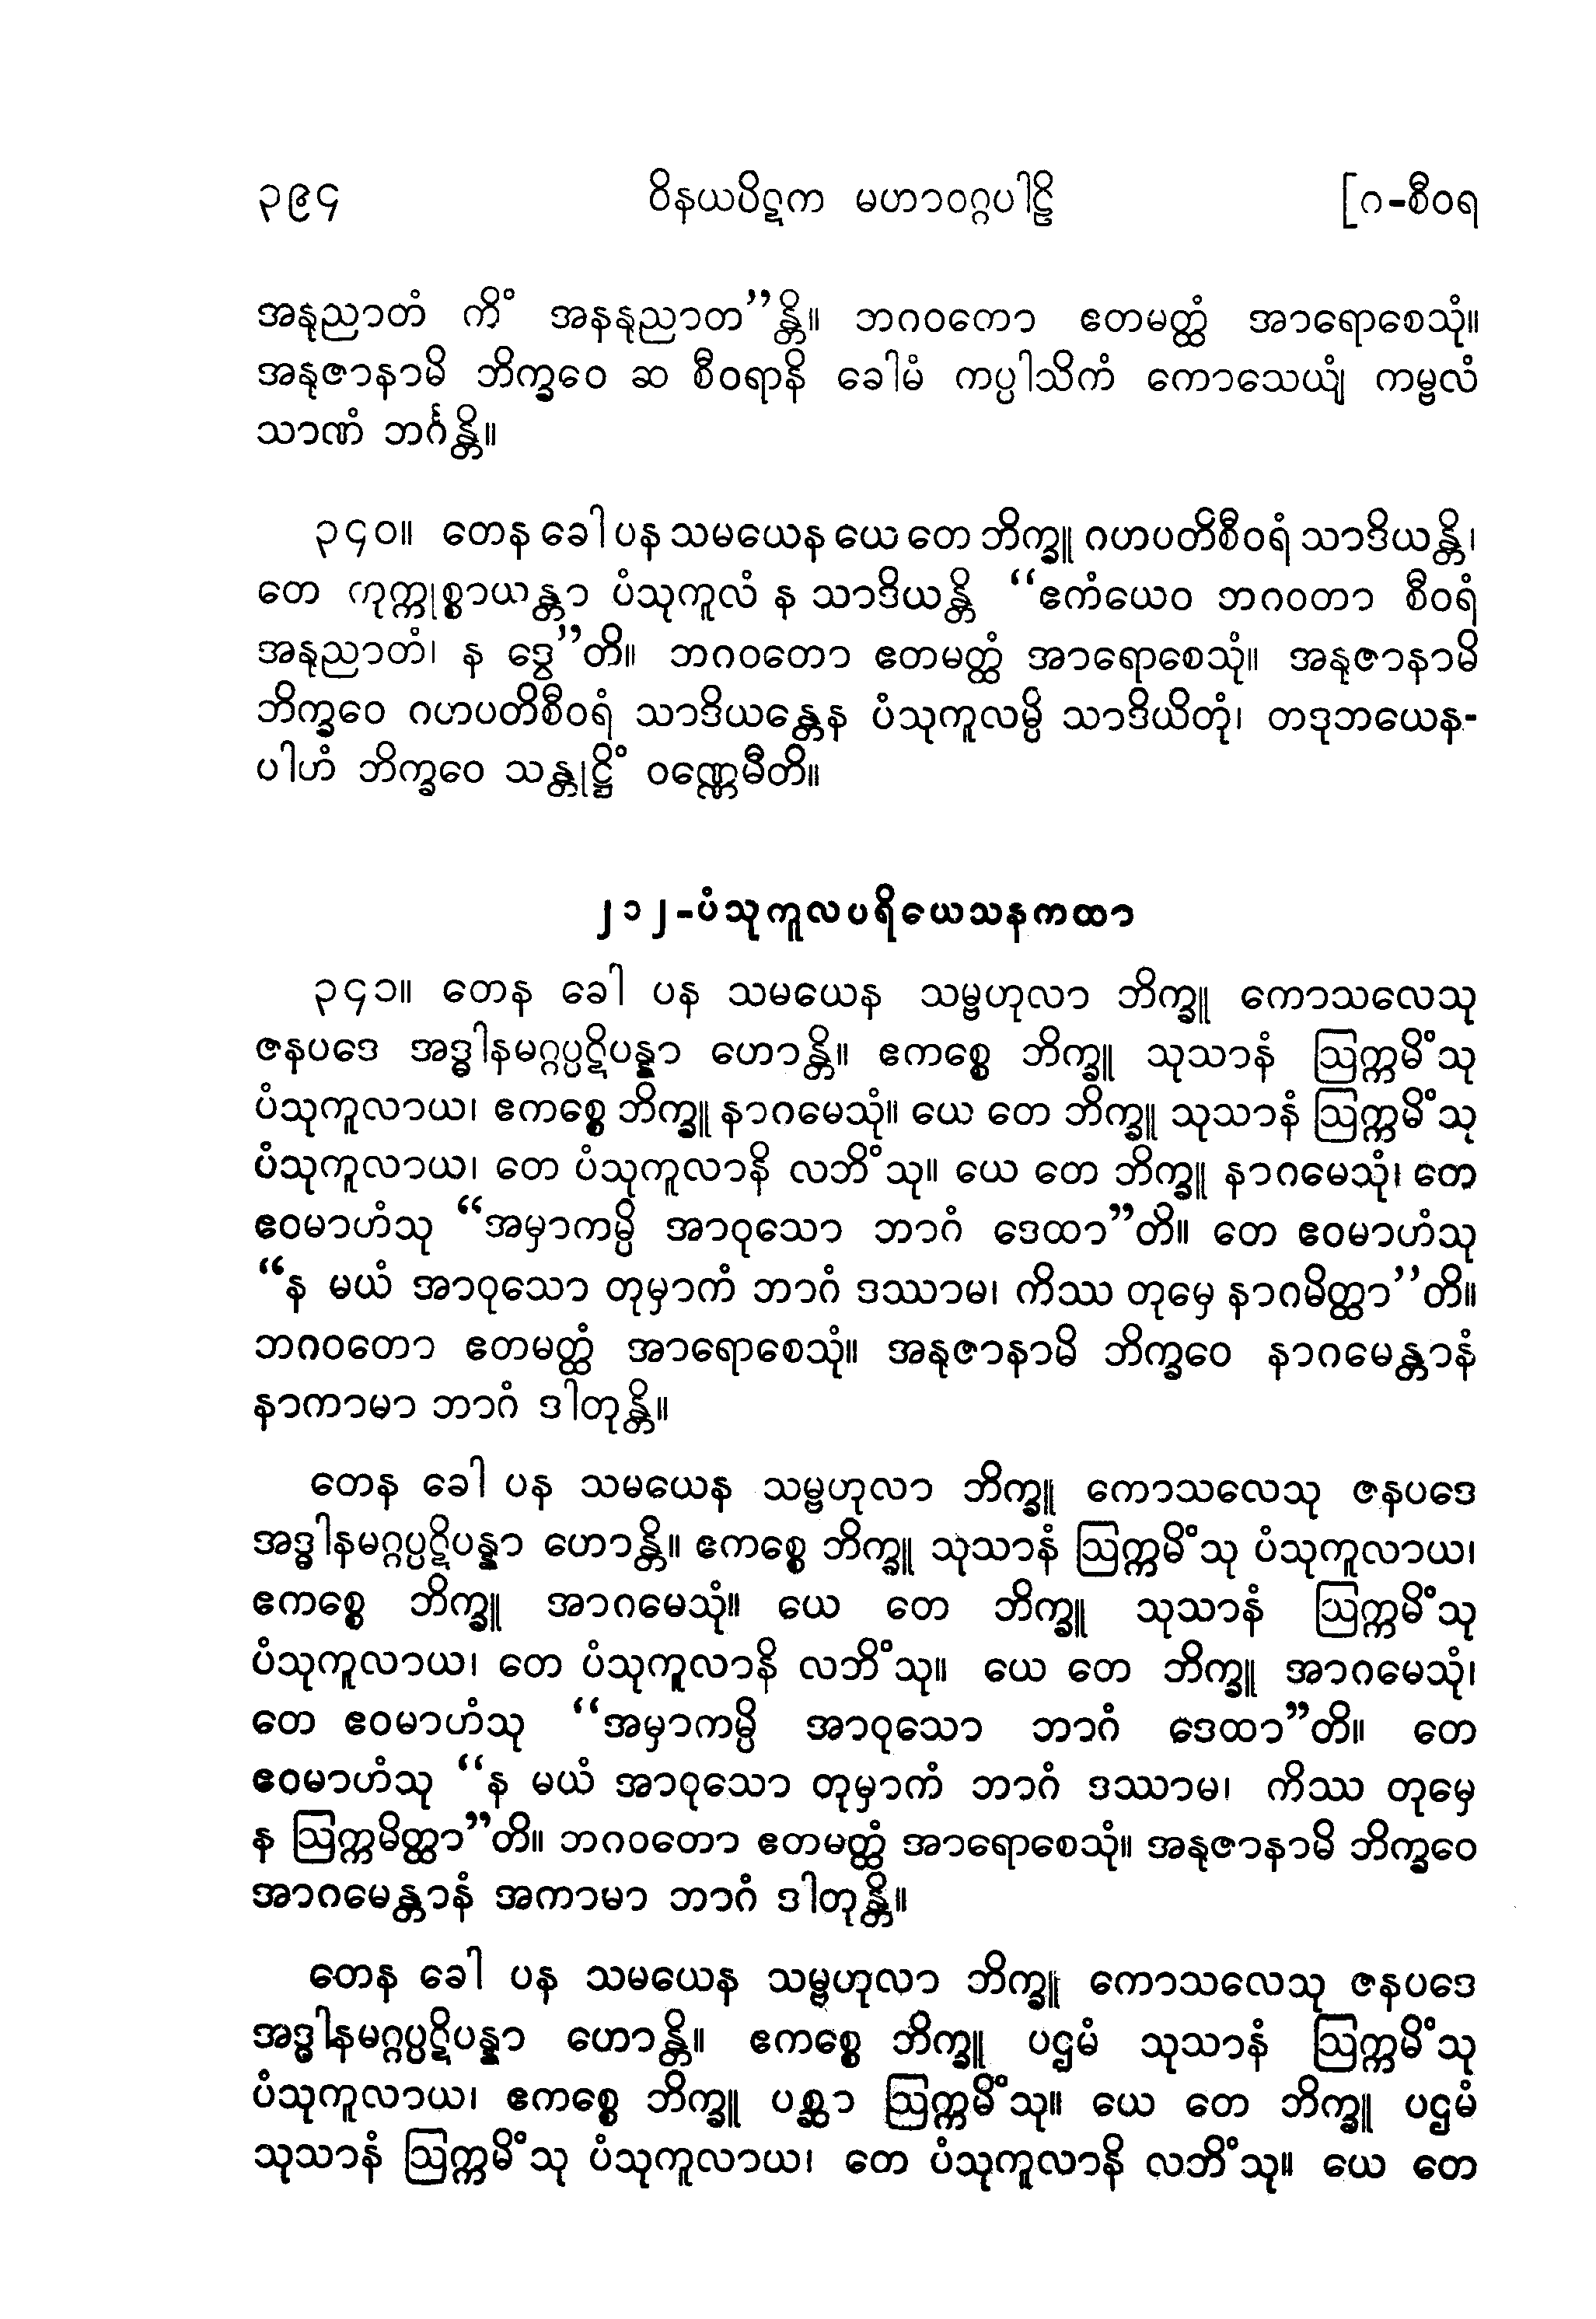 ၃၉၄ ဝိနယပိဋက မဟာဝဂ္ဂပါဠိ [ဂ-စီဝရ
အနုညာတံ ကိံ အနနုညာတ”န္တိ။ ဘဂဝကော ဧတမတ္ထံ အာရောစေသုံ။
အနုဇာနာမိ ဘိက္ခဝေ ဆ စီဝရာနိ ခေါမံ ကပ္ပါသိကံ ကောသေယျံ ကမ္ဗလံ
သာဏံ ဘင်္ဂန္တိ။
၃၄၀။ တေန ခေါ ပန သမယေန ယေ တေ ဘိက္ခူ ဂဟပတိစီဝရံ သာဒိယန္တိ၊
တေ ကုက္ကုစ္စာယန္တာ ပံသုကူလံ န သာဒိယန္တိ “ဧကံယေဝ ဘဂဝတာ စီဝရံ
အနုညာတံ၊ န ဒွေ”တိ။ ဘဂဝတော ဧတမတ္ထံ အာရောစေသုံ။ အနုဇာနာမိ
ဘိက္ခဝေ ဂဟပတိစီဝရံ သာဒိယန္တေန ပံသုကူလမ္ပိ သာဒိယိတုံ၊ တဒုဘယေန-
ပါဟံ ဘိက္ခဝေ သန္တုဋ္ဌိံ ဝဏ္ဏေမီတိ။
၂၁၂-ပံသုကူလပရိယေသနကထာ
၃၄၁။ တေန ခေါ ပန သမယေန သမ္ဗဟုလာ ဘိက္ခူ ကောသလေသု
ဇနပဒေ အဒ္ဓါနမဂ္ဂပ္ပဋိပန္နာ ဟောန္တိ။ ဧကစ္စေ ဘိက္ခူ သုသာနံ ဩက္ကမိံသု
ပံသုကူလာယ၊ ဧကစ္စေ ဘိက္ခူ နာဂမေသုံ။ ယေ တေ ဘိက္ခူ သုသာနံ ဩက္ကမိံသု
ပံသုကူလာယ၊ တေ ပံသုကူလာနိ လဘိံသု။ ယေ တေ ဘိက္ခူ နာဂမေသုံ၊ တေ
ဧဝမာဟံသု “အမှာကမ္ပိ အာဝုသော ဘာဂံ ဒေထာ”တိ။ တေ ဧဝမာဟံသု
“န မယံ အာဝုသော တုမှာကံ ဘာဂံ ဒဿာမ၊ ကိဿ တုမှေ နာဂမိတ္ထာ”တိ။
ဘဂဝတော ဧတမတ္ထံ အာရောစေသုံ။ အနုဇာနာမိ ဘိက္ခဝေ နာဂမေန္တာနံ
နာကာမာ ဘာဂံ ဒါတုန္တိ။
တေန ခေါ ပန သမယေန သမ္ဗဟုလာ ဘိက္ခူ ကောသလေသု ဇနပဒေ
အဒ္ဓါနမဂ္ဂပ္ပဋိပန္နာ ဟောန္တိ။ ဧကစ္စေ ဘိက္ခူ သုသာနံ ဩက္ကမိံသု ပံသုကူလာယ၊
ဧကစ္စေ ဘိက္ခူ အာဂမေသုံ။ ယေ တေ ဘိက္ခူ သုသာနံ ဩက္ကမိံသု
ပံသုကူလာယ၊ တေ ပံသုကူလာနိ လဘိံသု။ ယေ တေ ဘိက္ခူ အာဂမေသုံ၊
တေ ဧဝမာဟံသု “အမှာကမ္ပိ အာဝုသော ဘာဂံ ဒေထာ”တိ။ တေ
ဧဝမာဟံသု “န မယံ အာဝုသော တုမှာကံ ဘာဂံ ဒဿာမ၊ ကိဿ တုမှေ
န ဩက္ကမိတ္ထာ”တိ။ ဘဂဝတော ဧတမတ္ထံ အာရောစေသုံ။ အနုဇာနာမိ ဘိက္ခဝေ
အာဂမေန္တာနံ အကာမာ ဘာဂံ ဒါတုန္တိ။
တေန ခေါ ပန သမယေန သမ္ဗဟုလာ ဘိက္ခူ ကောသလေသု ဇနပဒေ
အဒ္ဓါနမဂ္ဂပ္ပဋိပန္နာ ဟောန္တိ။ ဧကစ္စေ ဘိက္ခူ ပဌမံ သုသာနံ ဩက္ကမိံသု
ပံသုကူလာယ၊ ဧကစ္စေ ဘိက္ခူ ပစ္ဆာ ဩက္ကမိံသု။ ယေ တေ ဘိက္ခူ ပဌမံ
သုသာနံ ဩက္ကမိံသု ပံသုကူလာယ၊ တေ ပံသုကူလာနိ လဘိံသု။ ယေ တေ